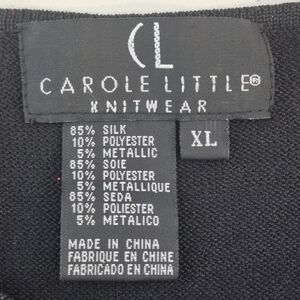 CL
CAROLE LITTLE®
KNITWEAR
XL
85% SILK
10% POLYESTER
5% METALLIC
85% SOIE
10% POLYESTER
5% METALLIQUE
85% SEDA
10% POLIESTER
5% METALICO
MADE IN CHINA
FABRIQUE EN CHINE
FABRICADO EN CHINA